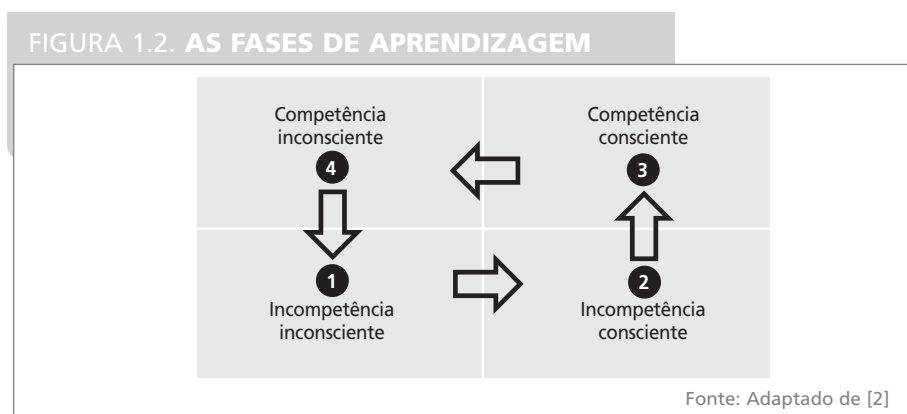 FIGURA 1.2. AS FASES DE APRENDIZAGEM
Competência
inconsciente
4
Competência
consciente
3
1
Incompetência
inconsciente
2
Incompetência
consciente
Fonte: Adaptado de [2]